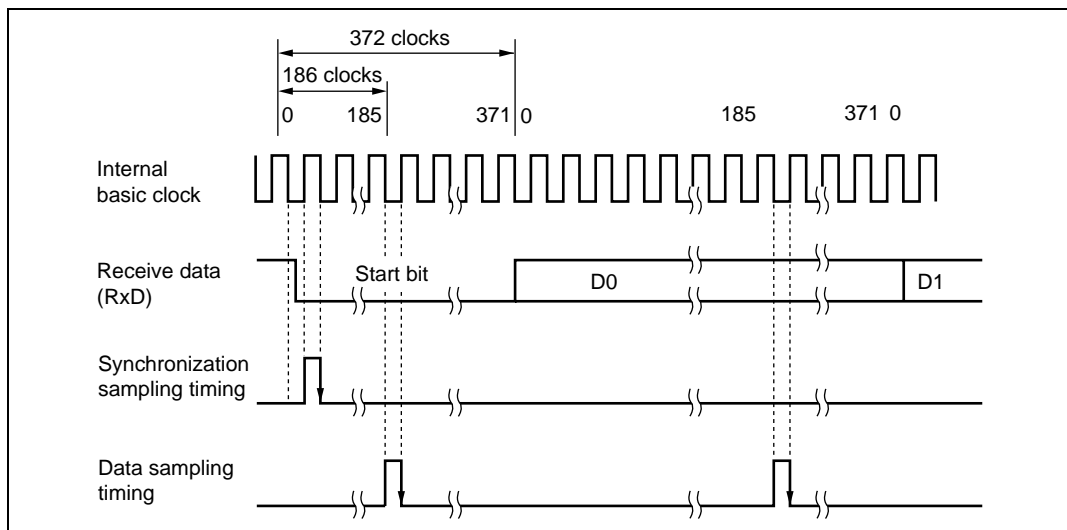 372 clocks
186 clocks
0 185 371 0 185 371 0
Internal
basic clock
Receive data
(RxD)
Start bit D0 D1
Synchronization
sampling timing
Data sampling
timing